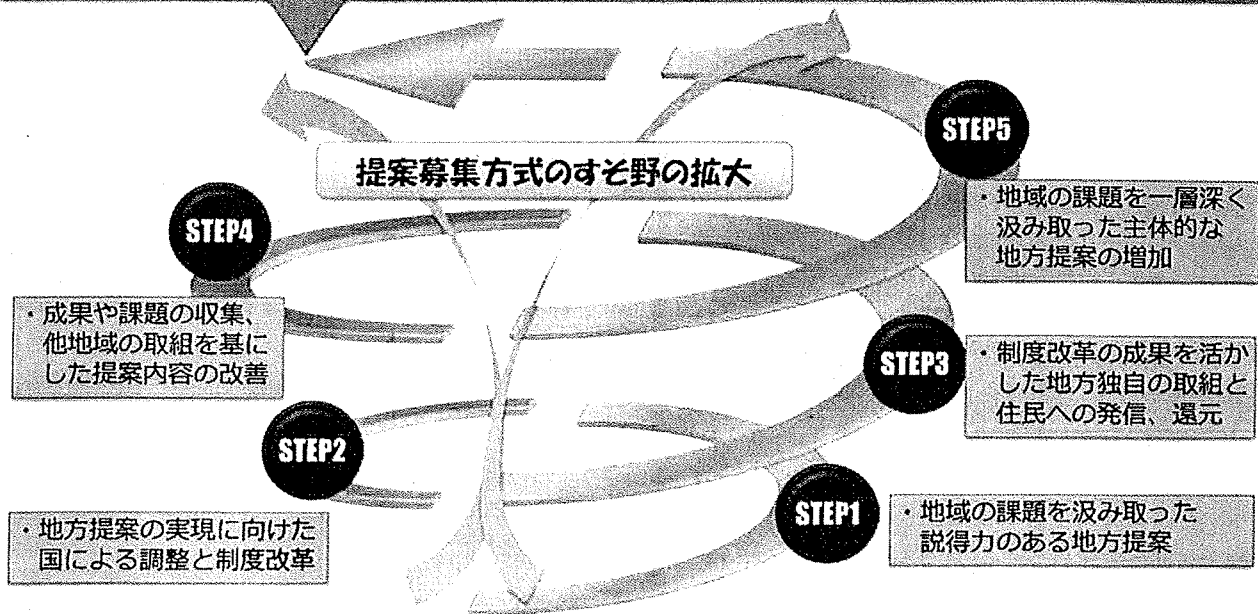 提案募集方式のすそ野の拡大
STEP5
・地域の課題を一層深く
汲み取った主体的な
地方提案の増加
STEP4
・成果や課題の収集、
他地域の取組を基に
した提案内容の改善
STEP3
・制度改革の成果を活か
した地方独自の取組と
住民への発信、還元
STEP2
・地方提案の実現に向けた
国による調整と制度改革
STEP1
・地域の課題を汲み取った
説得力のある地方提案